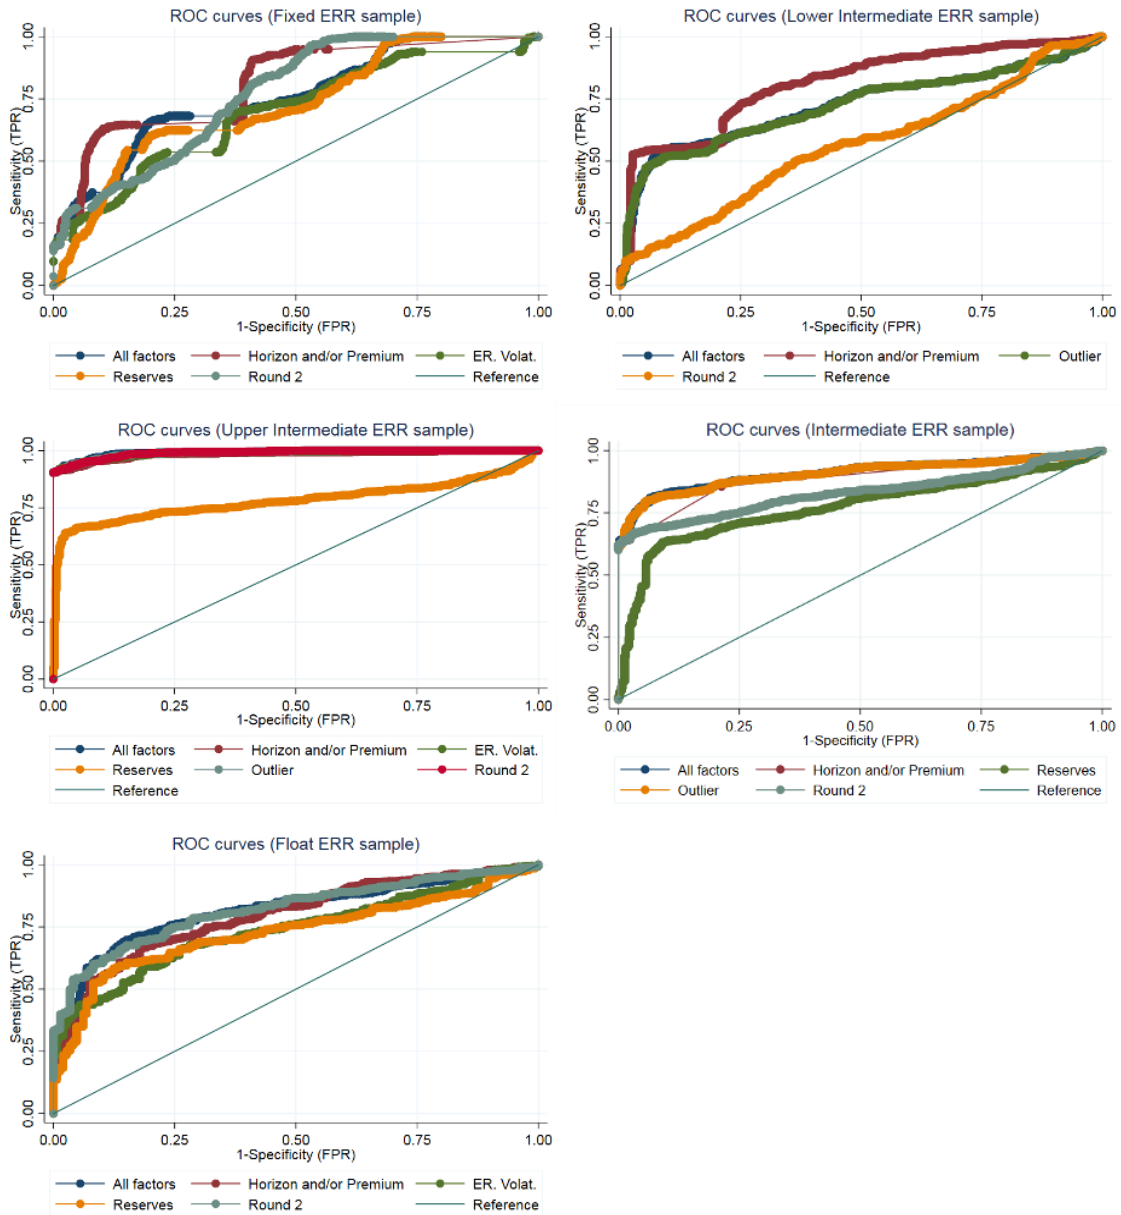 ROC curves (Fixed ERR sample)
Sensitivity (TPR)
1.00
0.75
0.50
0.25
0.00
0.00 0.25 0.50 0.75 1.00
1-Specificity (FPR)
All factors Horizon and/or Premium ER. Volat.
Reserves Round 2 Reference
ROC curves (Lower Intermediate ERR sample)
Sensitivity (TPR)
1.00
0.75
0.50
0.25
0.00
0.00 0.25 0.50 0.75 1.00
1-Specificity (FPR)
All factors Horizon and/or Premium Outlier
Round 2 Reference
ROC curves (Upper Intermediate ERR sample)
Sensitivity (TPR)
1.00
0.75
0.50
0.25
0.00
0.00 0.25 0.50 0.75 1.00
1-Specificity (FPR)
All factors Horizon and/or Premium ER. Volat.
Reserves Outlier Round 2
Reference
ROC curves (Intermediate ERR sample)
Sensitivity (TPR)
1.00
0.75
0.50
0.25
0.00
0.00 0.25 0.50 0.75 1.00
1-Specificity (FPR)
All factors Horizon and/or Premium Reserves
Outlier Round 2 Reference
ROC curves (Float ERR sample)
Sensitivity (TPR)
1.00
0.75
0.50
0.25
0.00
0.00 0.25 0.50 0.75 1.00
1-Specificity (FPR)
All factors Horizon and/or Premium ER. Volat.
Reserves Round 2 Reference